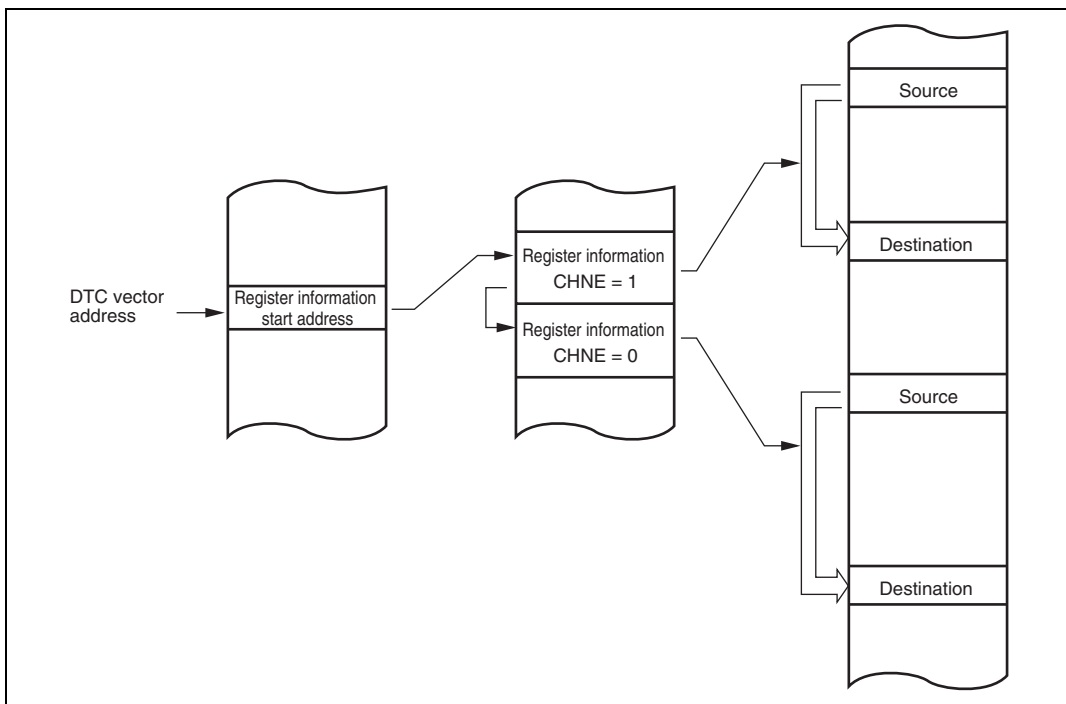 DTC vector
address
Register information
start address
Register information
CHNE = 1
Register information
CHNE = 0
Source
Destination
Source
Destination